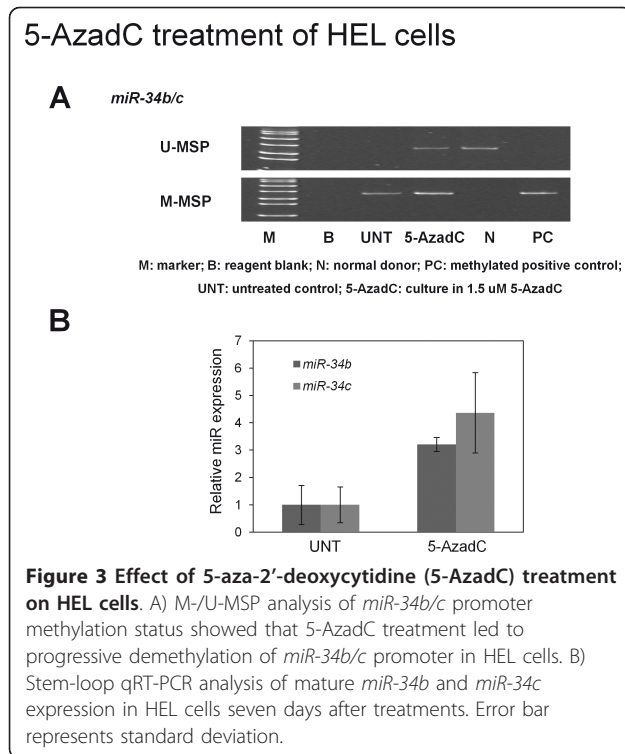 5-AzadC treatment of HEL cells
A
miR-34b/c
U-MSP
M-MSP
M B UNT 5-AzadC N PC
M: marker; B: reagent blank; N: normal donor; PC: methylated positive control;
UNT: untreated control; 5-AzadC: culture in 1.5 uM 5-AzadC
B
Relative miR expression
7
6
5
4
3
2
1
0
miR-34b
miR-34c
UNT 5-AzadC
Figure 3 Effect of 5-aza-2’-deoxycytidine (5-AzadC) treatment
on HEL cells. A) M-/U-MSP analysis of miR-34b/c promoter
methylation status showed that 5-AzadC treatment led to
progressive demethylation of miR-34b/c promoter in HEL cells. B)
Stem-loop qRT-PCR analysis of mature miR-34b and miR-34c
expression in HEL cells seven days after treatments. Error bar
represents standard deviation.